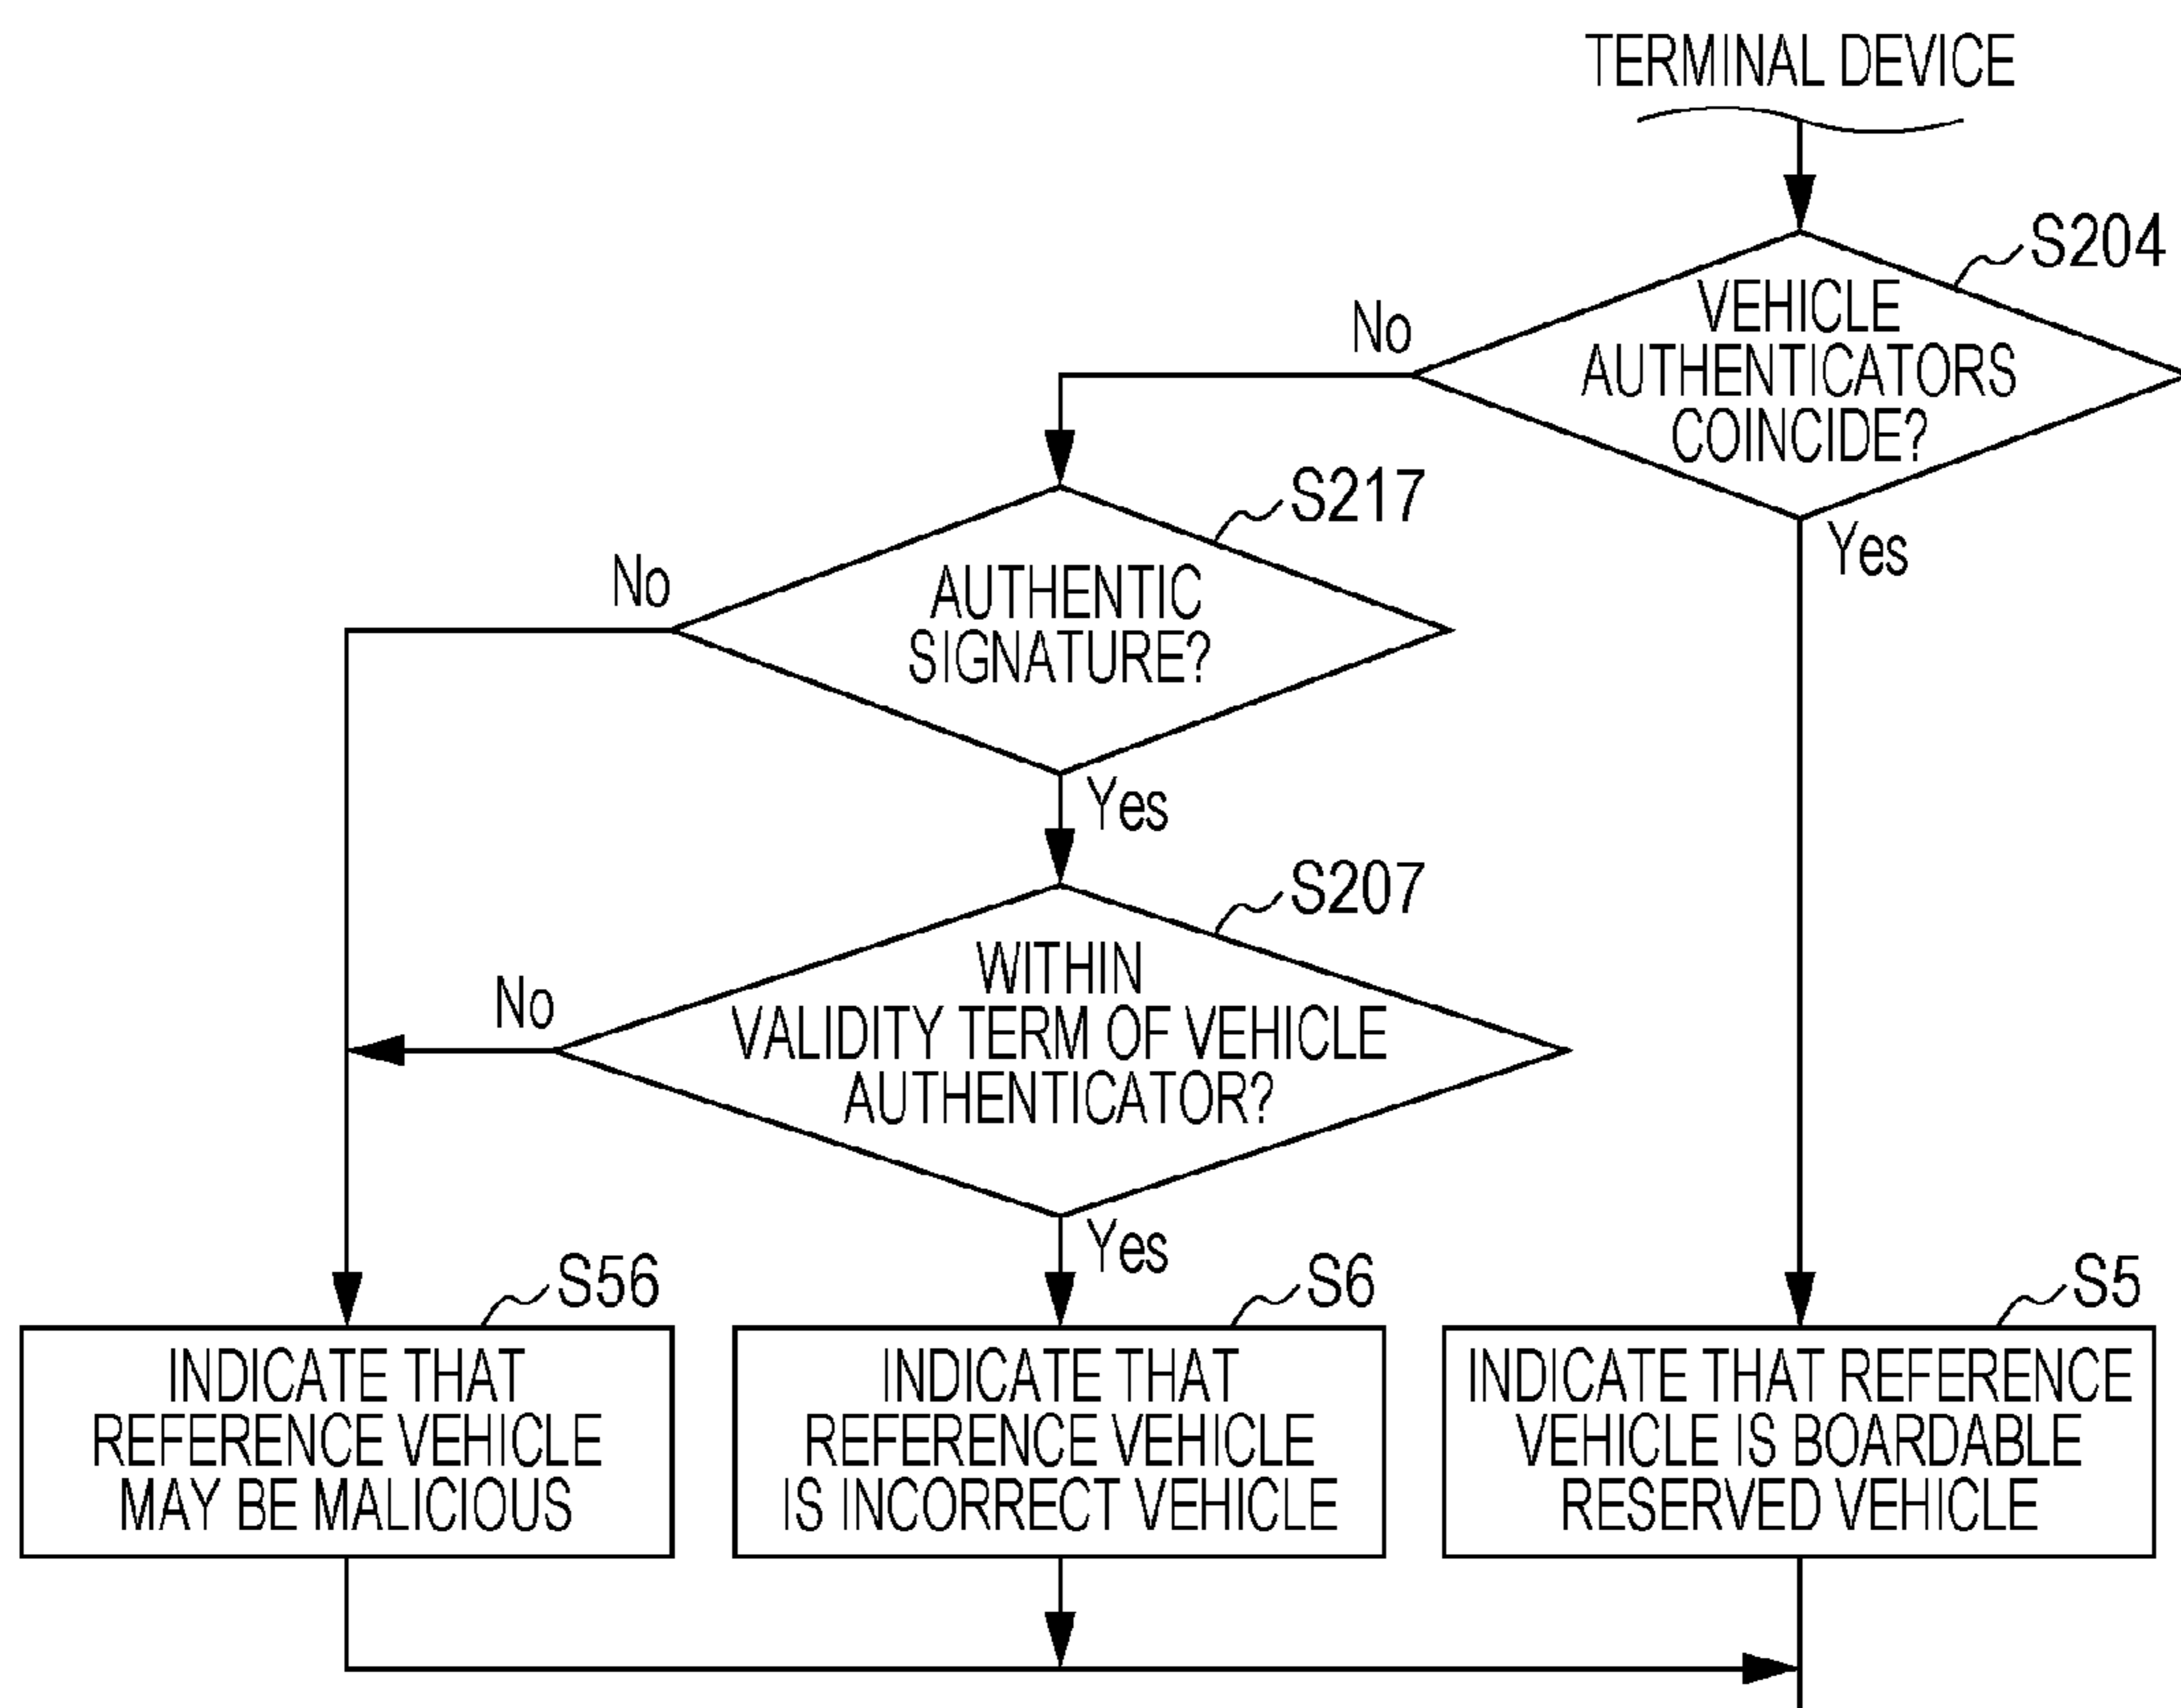 TERMINAL DEVICE
S204
VEHICLE
AUTHENTICATORS
COINCIDE?
No
Yes
S217
AUTHENTIC
SIGNATURE?
No
Yes
S207
WITHIN
VALIDITY TERM OF VEHICLE
AUTHENTICATOR?
No
Yes
S56
INDICATE THAT
REFERENCE VEHICLE
MAY BE MALICIOUS
S6
INDICATE THAT
REFERENCE VEHICLE
IS INCORRECT VEHICLE
S5
INDICATE THAT REFERENCE
VEHICLE IS BOARDABLE
RESERVED VEHICLE